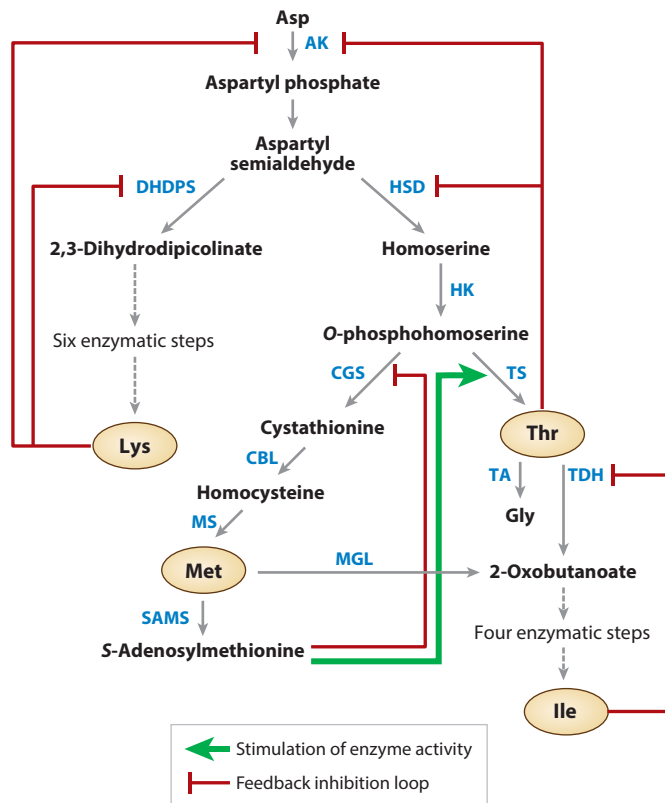 Asp
AK
Aspartyl phosphate
Aspartyl
semialdehyde
DHDPS
HSD
2,3-Dihydrodipicolinate
Homoserine
HK
Six enzymatic steps
O-phosphohomoserine
CGS
TS
Cystathionine
Thr
Lys
CBL
TA
TDH
Homocysteine
Gly
MS
Met
MGL
2-Oxobutanoate
SAMS
Four enzymatic steps
S-Adenosylmethionine
Ile
Stimulation of enzyme activity
Feedback inhibition loop